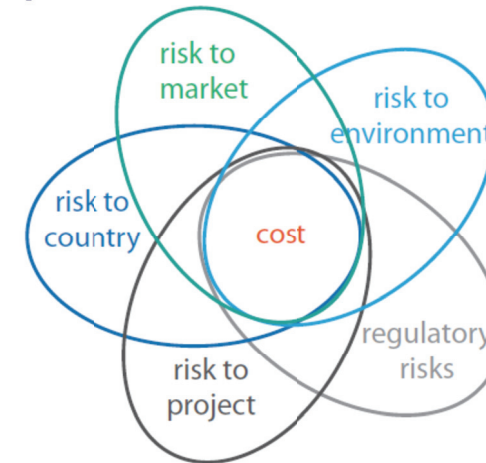 risk to
market
risk to
environment
risk to
country
cost
regulatory
risks
risk to
project